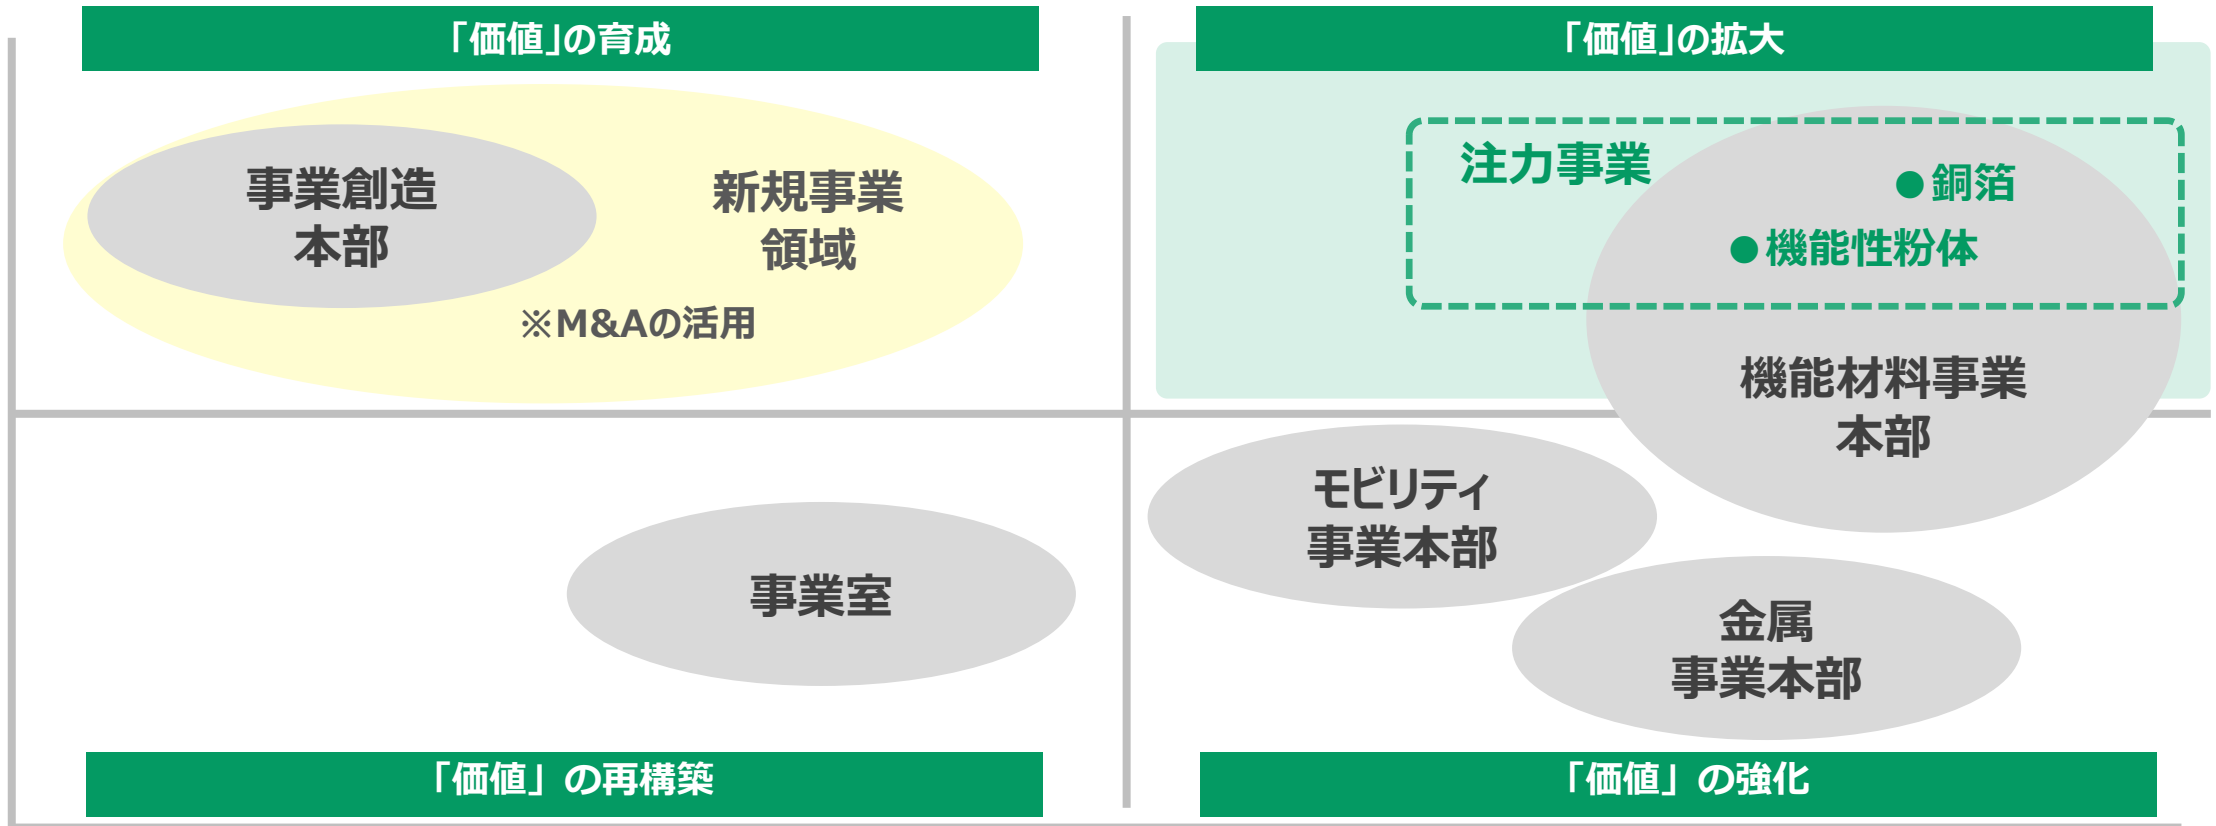 「価値」の育成
事業創造
本部
新規事業
領域
※M&Aの活用
「価値」の拡大
注力事業
●銅箔
●機能性粉体
機能材料事業
本部
事業室
「価値」の再構築
モビリティ
事業本部
金属
事業本部
「価値」の強化